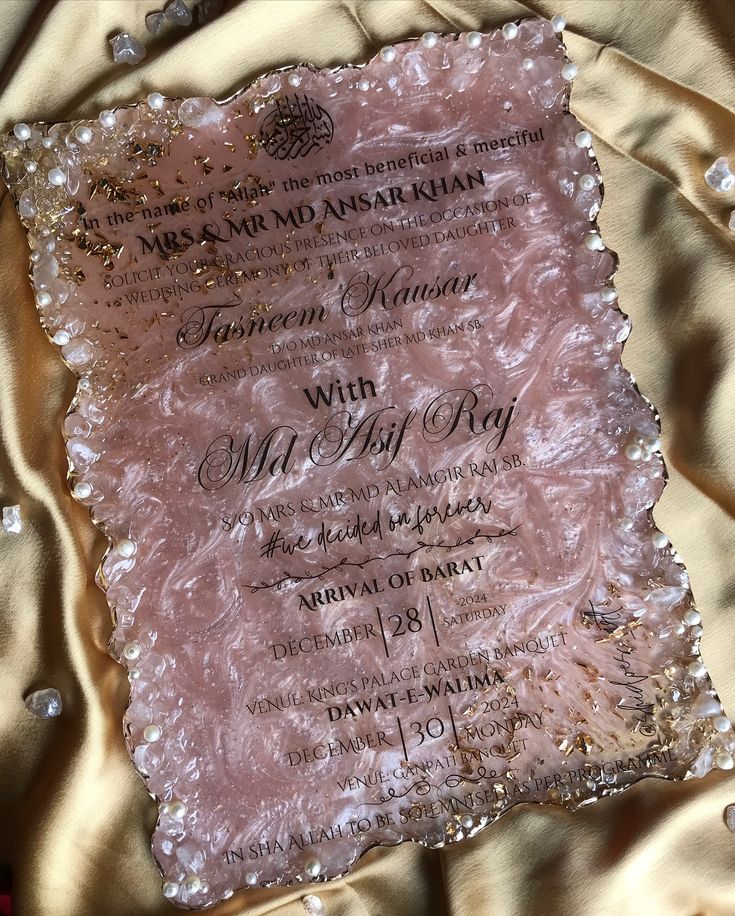 بسم الله الرحمن الرحيم
In the name of "Allah" the most beneficial & merciful
MRS & MR MD ANSAR KHAN
SOLICIT YOUR GRACIOUS PRESENCE ON THE OCCASION OF
WEDDING CEREMONY OF THEIR BELOVED DAUGHTER
Tasneem Kausar
D/O MD ANSAR KHAN
GRAND DAUGHTER OF LATE SHER MD KHAN SB.
With
Md Asif Raj
S/O MRS & MR MD ALAMGIR RAJ SB.
#we decided on forever
ARRIVAL OF BARAT
DECEMBER |28| 2024 SATURDAY
VENUE: KING'S PALACE GARDEN BANQUET
DAWAT-E-WALIMA
DECEMBER |30| 2024 MONDAY
VENUE: GANPATI BANQUET
IN SHA ALLAH TO BE SOLEMNISED AS PER PROGRAMME